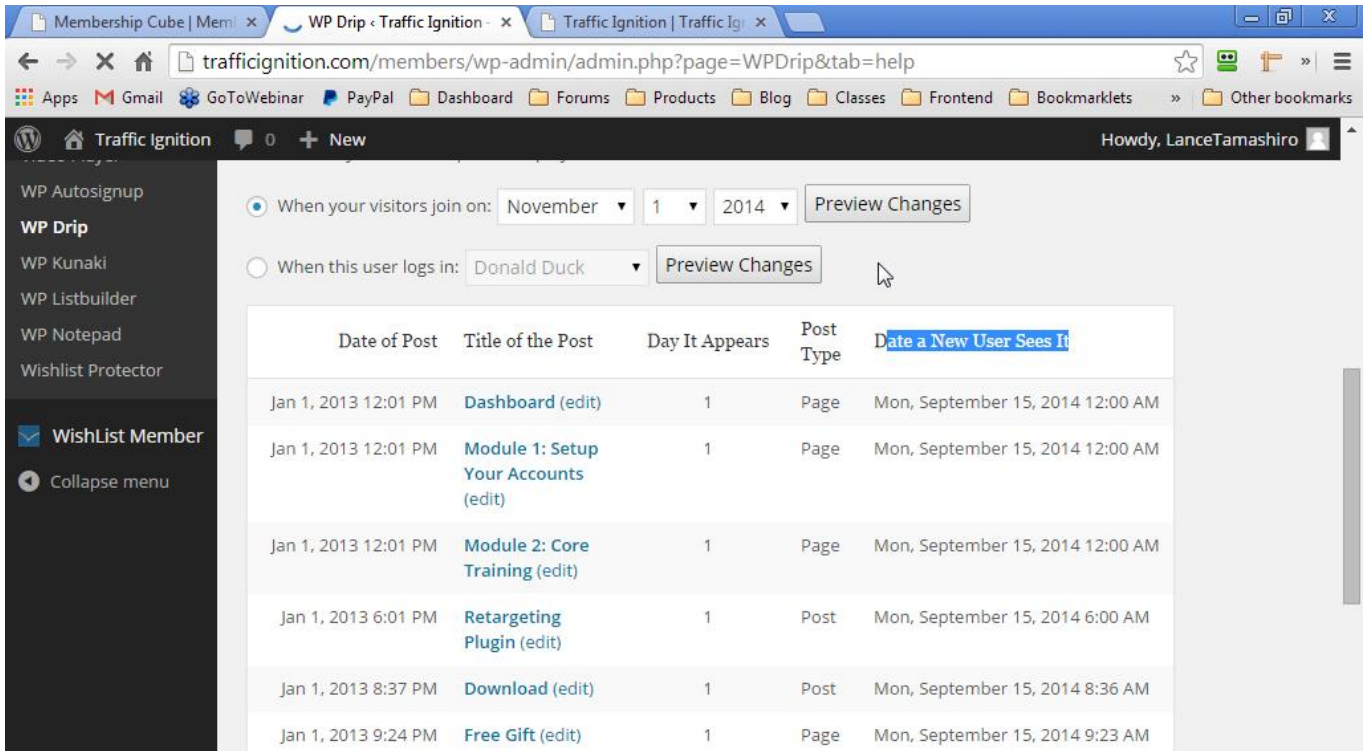 Membership Cube | Mem
WP Drip ‹ Traffic Ignition -
Traffic Ignition | Traffic Ig
trafficignition.com/members/wp-admin/admin.php?page=WPDrip&tab=help
Apps Gmail GoToWebinar PayPal Dashboard Forums Products Blog Classes Frontend Bookmarklets » Other bookmarks
Traffic Ignition 0 + New Howdy, LanceTamashiro
WP Autosignup
WP Drip
WP Kunaki
WP Listbuilder
WP Notepad
Wishlist Protector
WishList Member
Collapse menu
When your visitors join on: November 1 2014 Preview Changes
When this user logs in: Donald Duck Preview Changes
Date of Post Title of the Post Day It Appears Post Type Date a New User Sees It
Jan 1, 2013 12:01 PM Dashboard (edit) 1 Page Mon, September 15, 2014 12:00 AM
Jan 1, 2013 12:01 PM Module 1: Setup 1 Page Mon, September 15, 2014 12:00 AM
Your Accounts
(edit)
Jan 1, 2013 12:01 PM Module 2: Core 1 Page Mon, September 15, 2014 12:00 AM
Training (edit)
Jan 1, 2013 6:01 PM Retargeting 1 Post Mon, September 15, 2014 6:00 AM
Plugin (edit)
Jan 1, 2013 8:37 PM Download (edit) 1 Post Mon, September 15, 2014 8:36 AM
Jan 1, 2013 9:24 PM Free Gift (edit) 1 Page Mon, September 15, 2014 9:23 AM